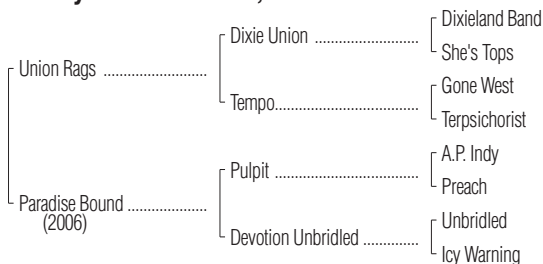 Dixieland Band
Dixie Union ....................................
She's Tops
Union Rags ....................................
Gone West
Tempo....................................
Terpsichorist
A.P. Indy
Pulpit ....................................
Preach
Paradise Bound ....................................
(2006)
Unbridled
Devotion Unbridled ....................
Icy Warning